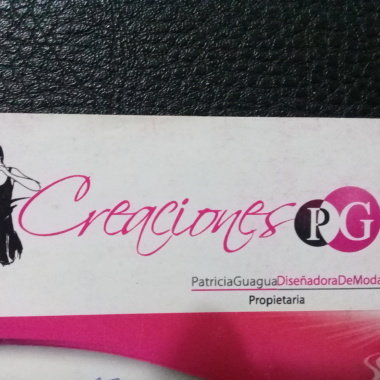 Creaciones PG
PatriciaGuaguaDiseñadoraDeModa
Propietaria